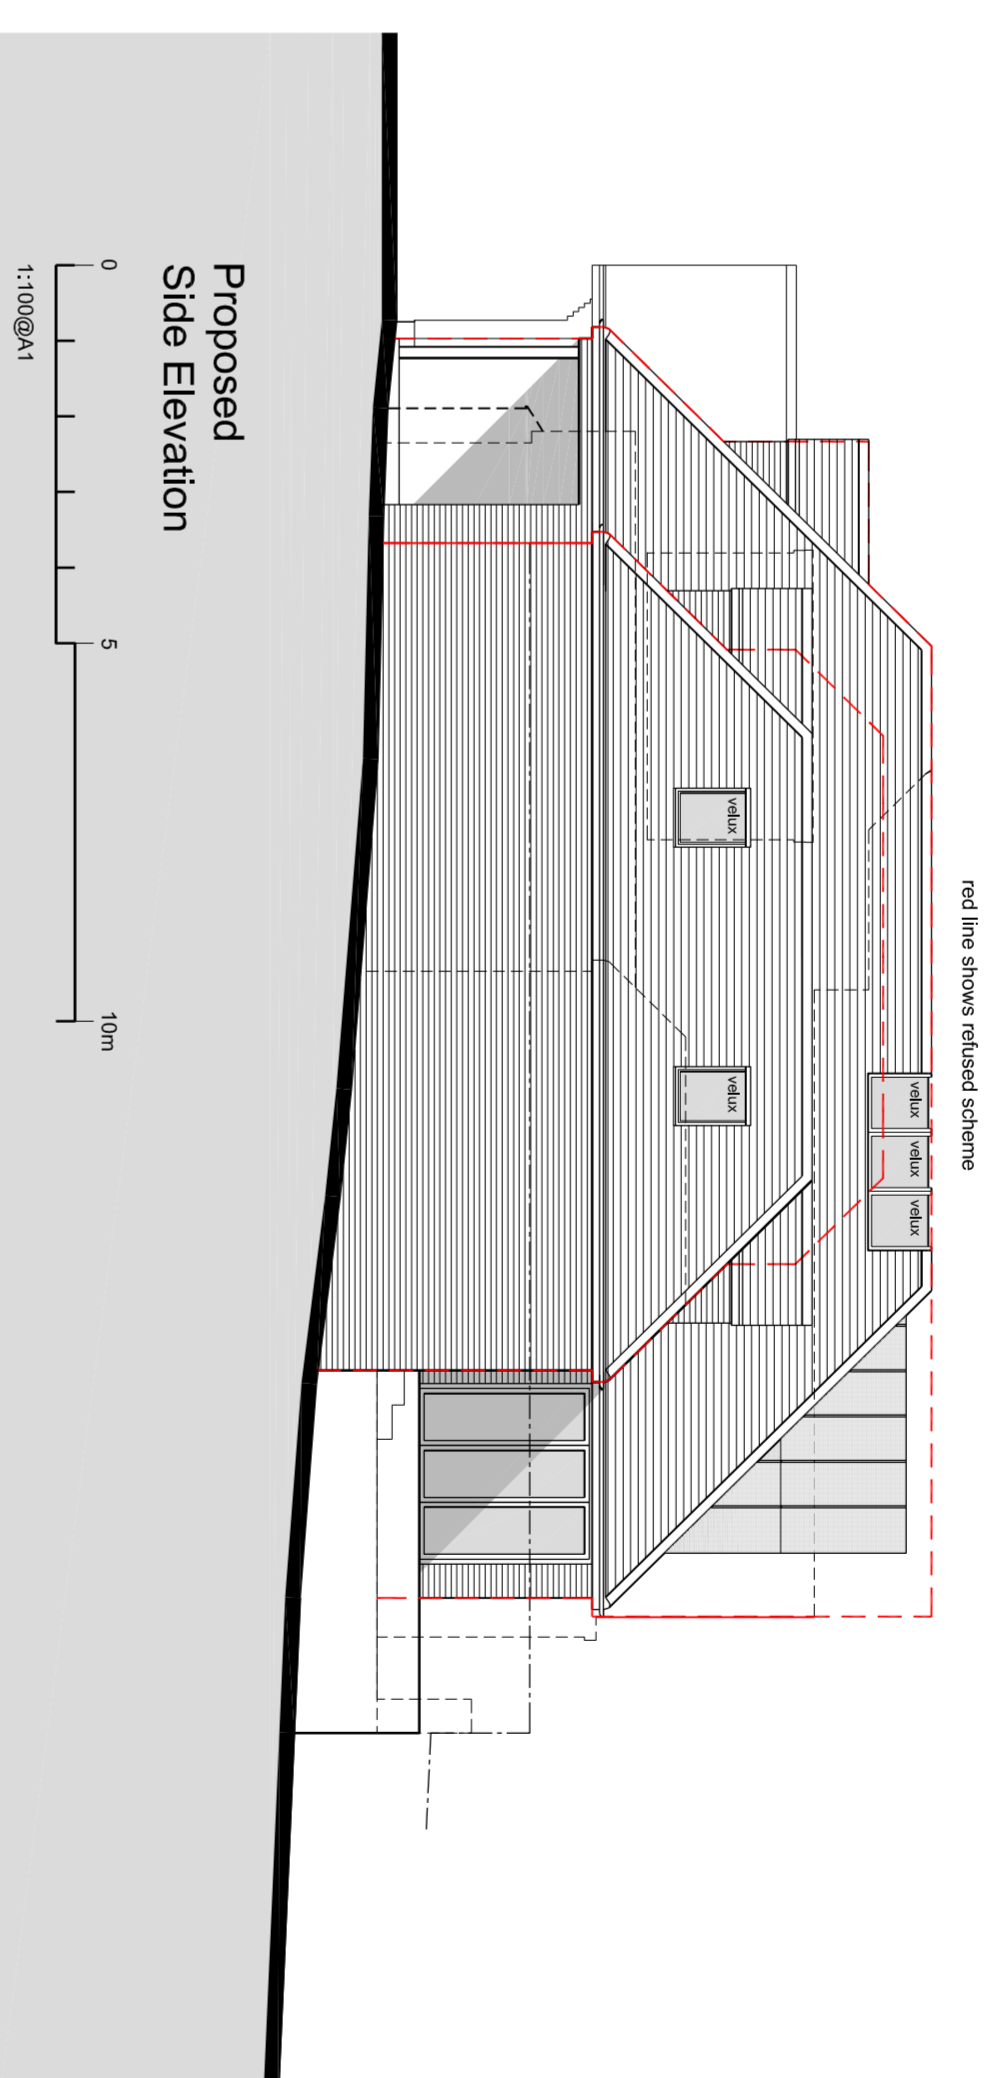 red line shows refused scheme
velux velux velux
velux velux
Proposed
Side Elevation
0 5 10m
1:100@A1